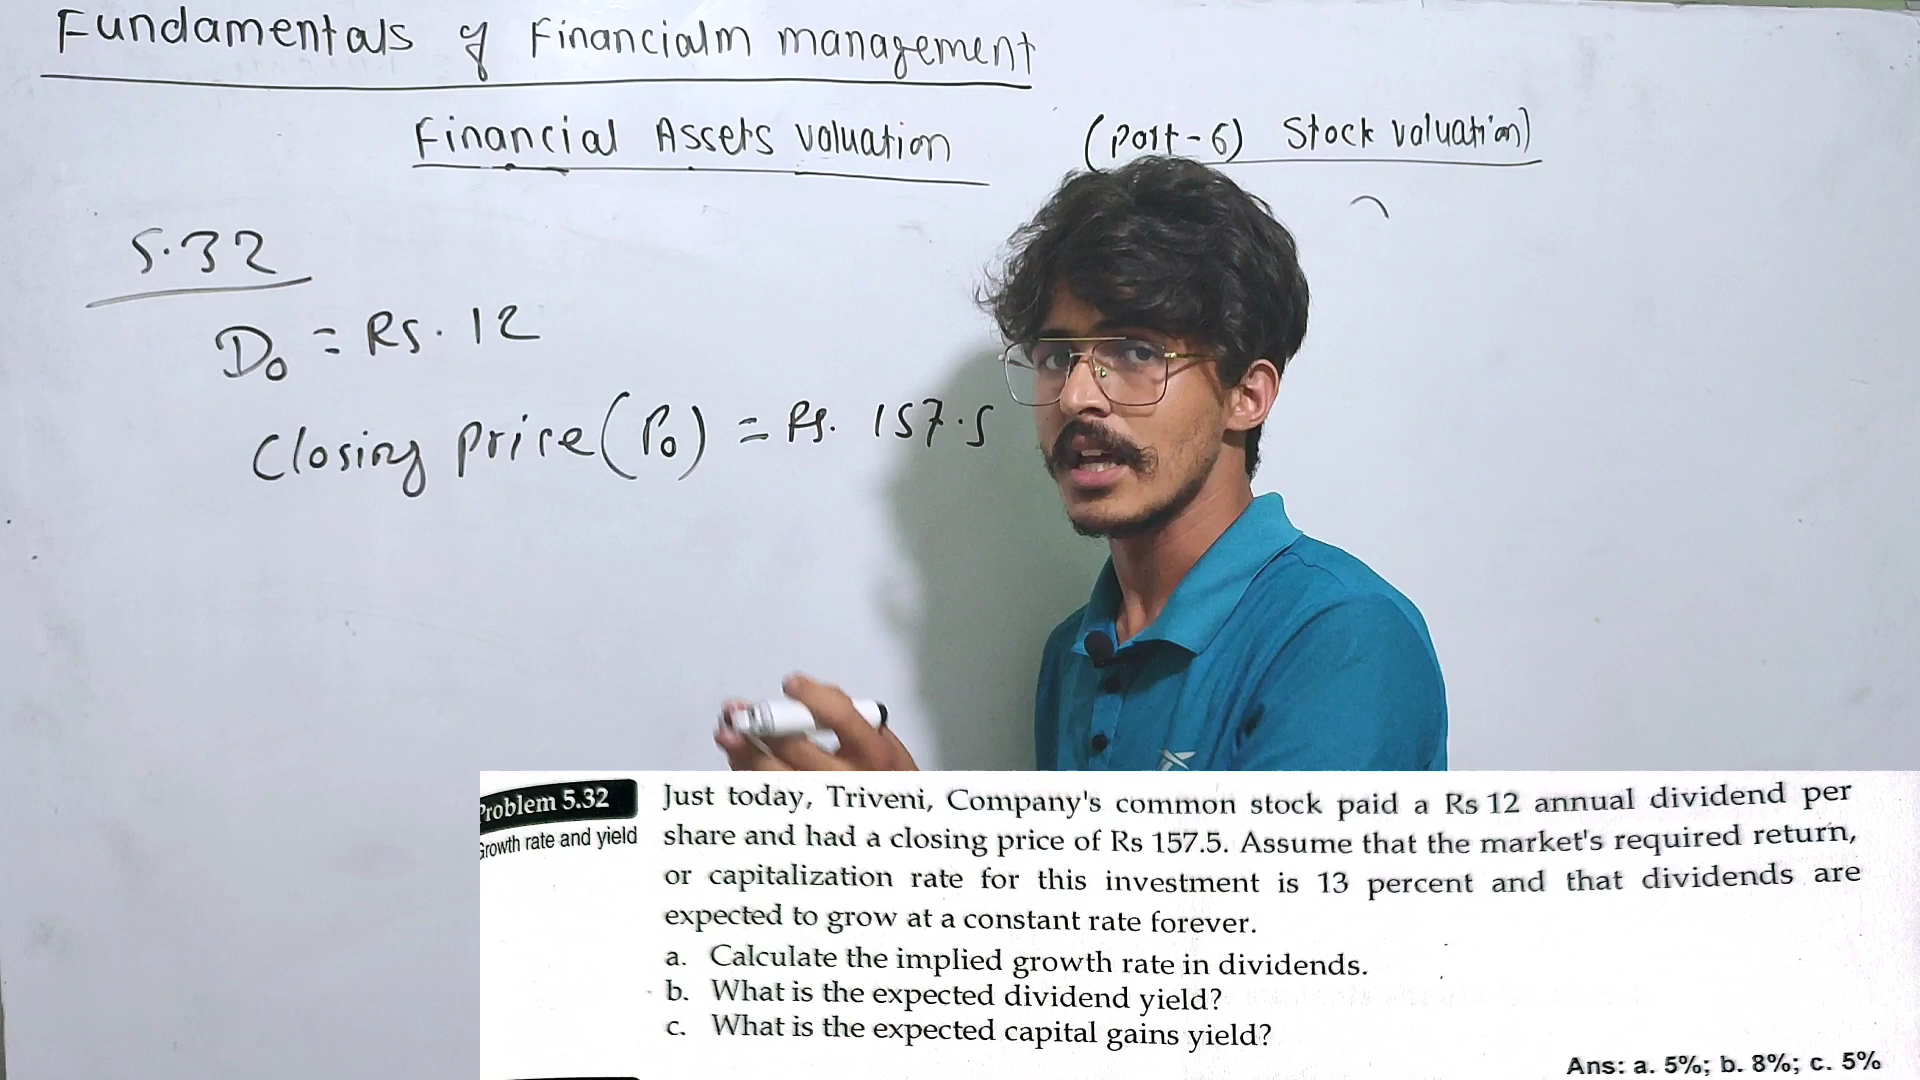 Fundamentals of Financialm management
Financial Assets valuation (part-6) Stock valuation)
5.32
D₀ = Rs. 12
Closing price (P₀) = Rs. 157.5
Problem 5.32
Growth rate and yield
Just today, Triveni, Company's common stock paid a Rs 12 annual dividend per
share and had a closing price of Rs 157.5. Assume that the market's required return,
or capitalization rate for this investment is 13 percent and that dividends are
expected to grow at a constant rate forever.
a. Calculate the implied growth rate in dividends.
b. What is the expected dividend yield?
c. What is the expected capital gains yield?
Ans: a. 5%; b. 8%; c. 5%